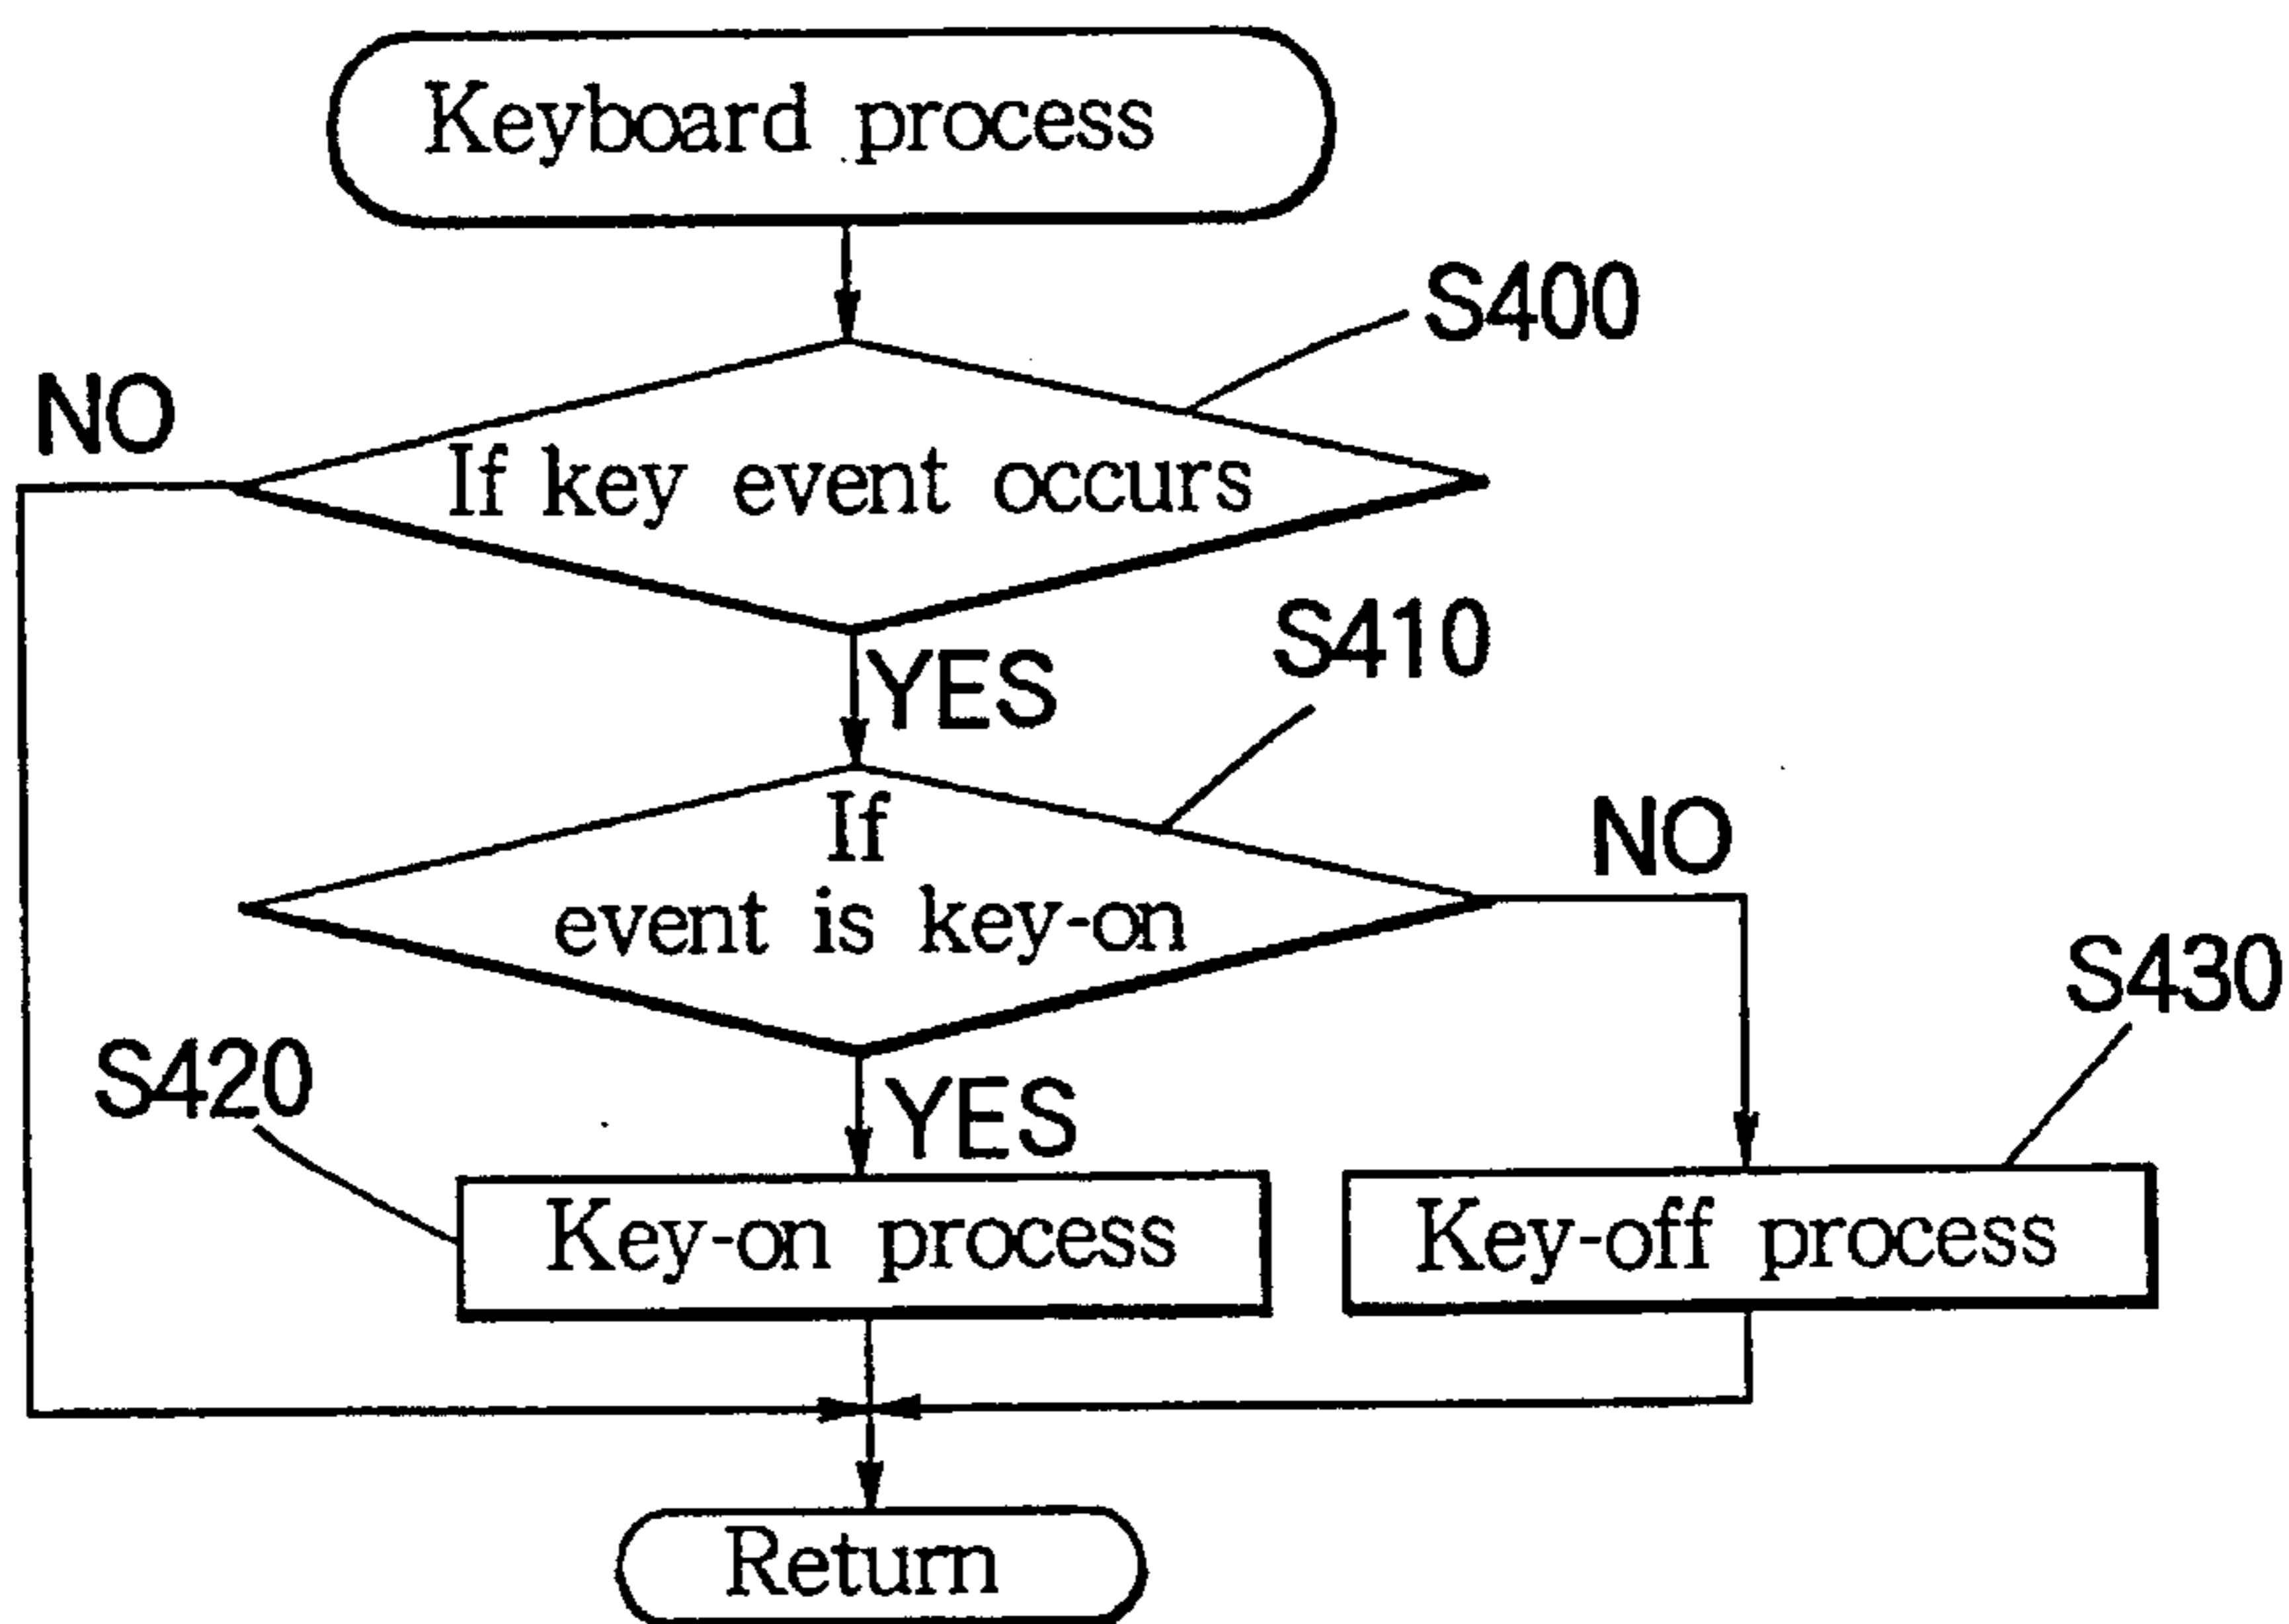 Keyboard process
S400
NO
If key event occurs
S410
YES
If
event is key-on
NO
S430
S420
YES
Key-on process
Key-off process
Return